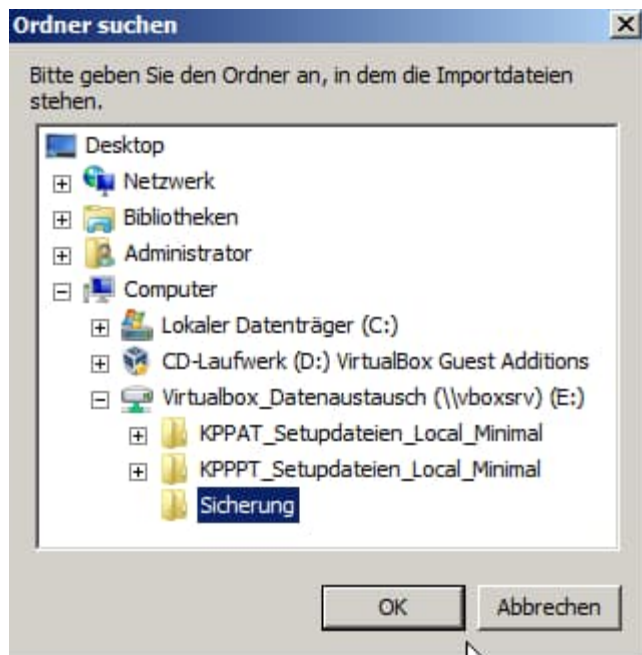 Ordner suchen
Bitte geben Sie den Ordner an, in dem die Importdateien
stehen.
Desktop
Netzwerk
Bibliotheken
Administrator
Computer
Lokaler Datenträger (C:)
CD-Laufwerk (D:) VirtualBox Guest Additions
Virtualbox_Datenaustausch (\\vboxsrv) (E:)
KPPAT_Setupdateien_Local_Minimal
KPPPT_Setupdateien_Local_Minimal
Sicherung
OK Abbrechen